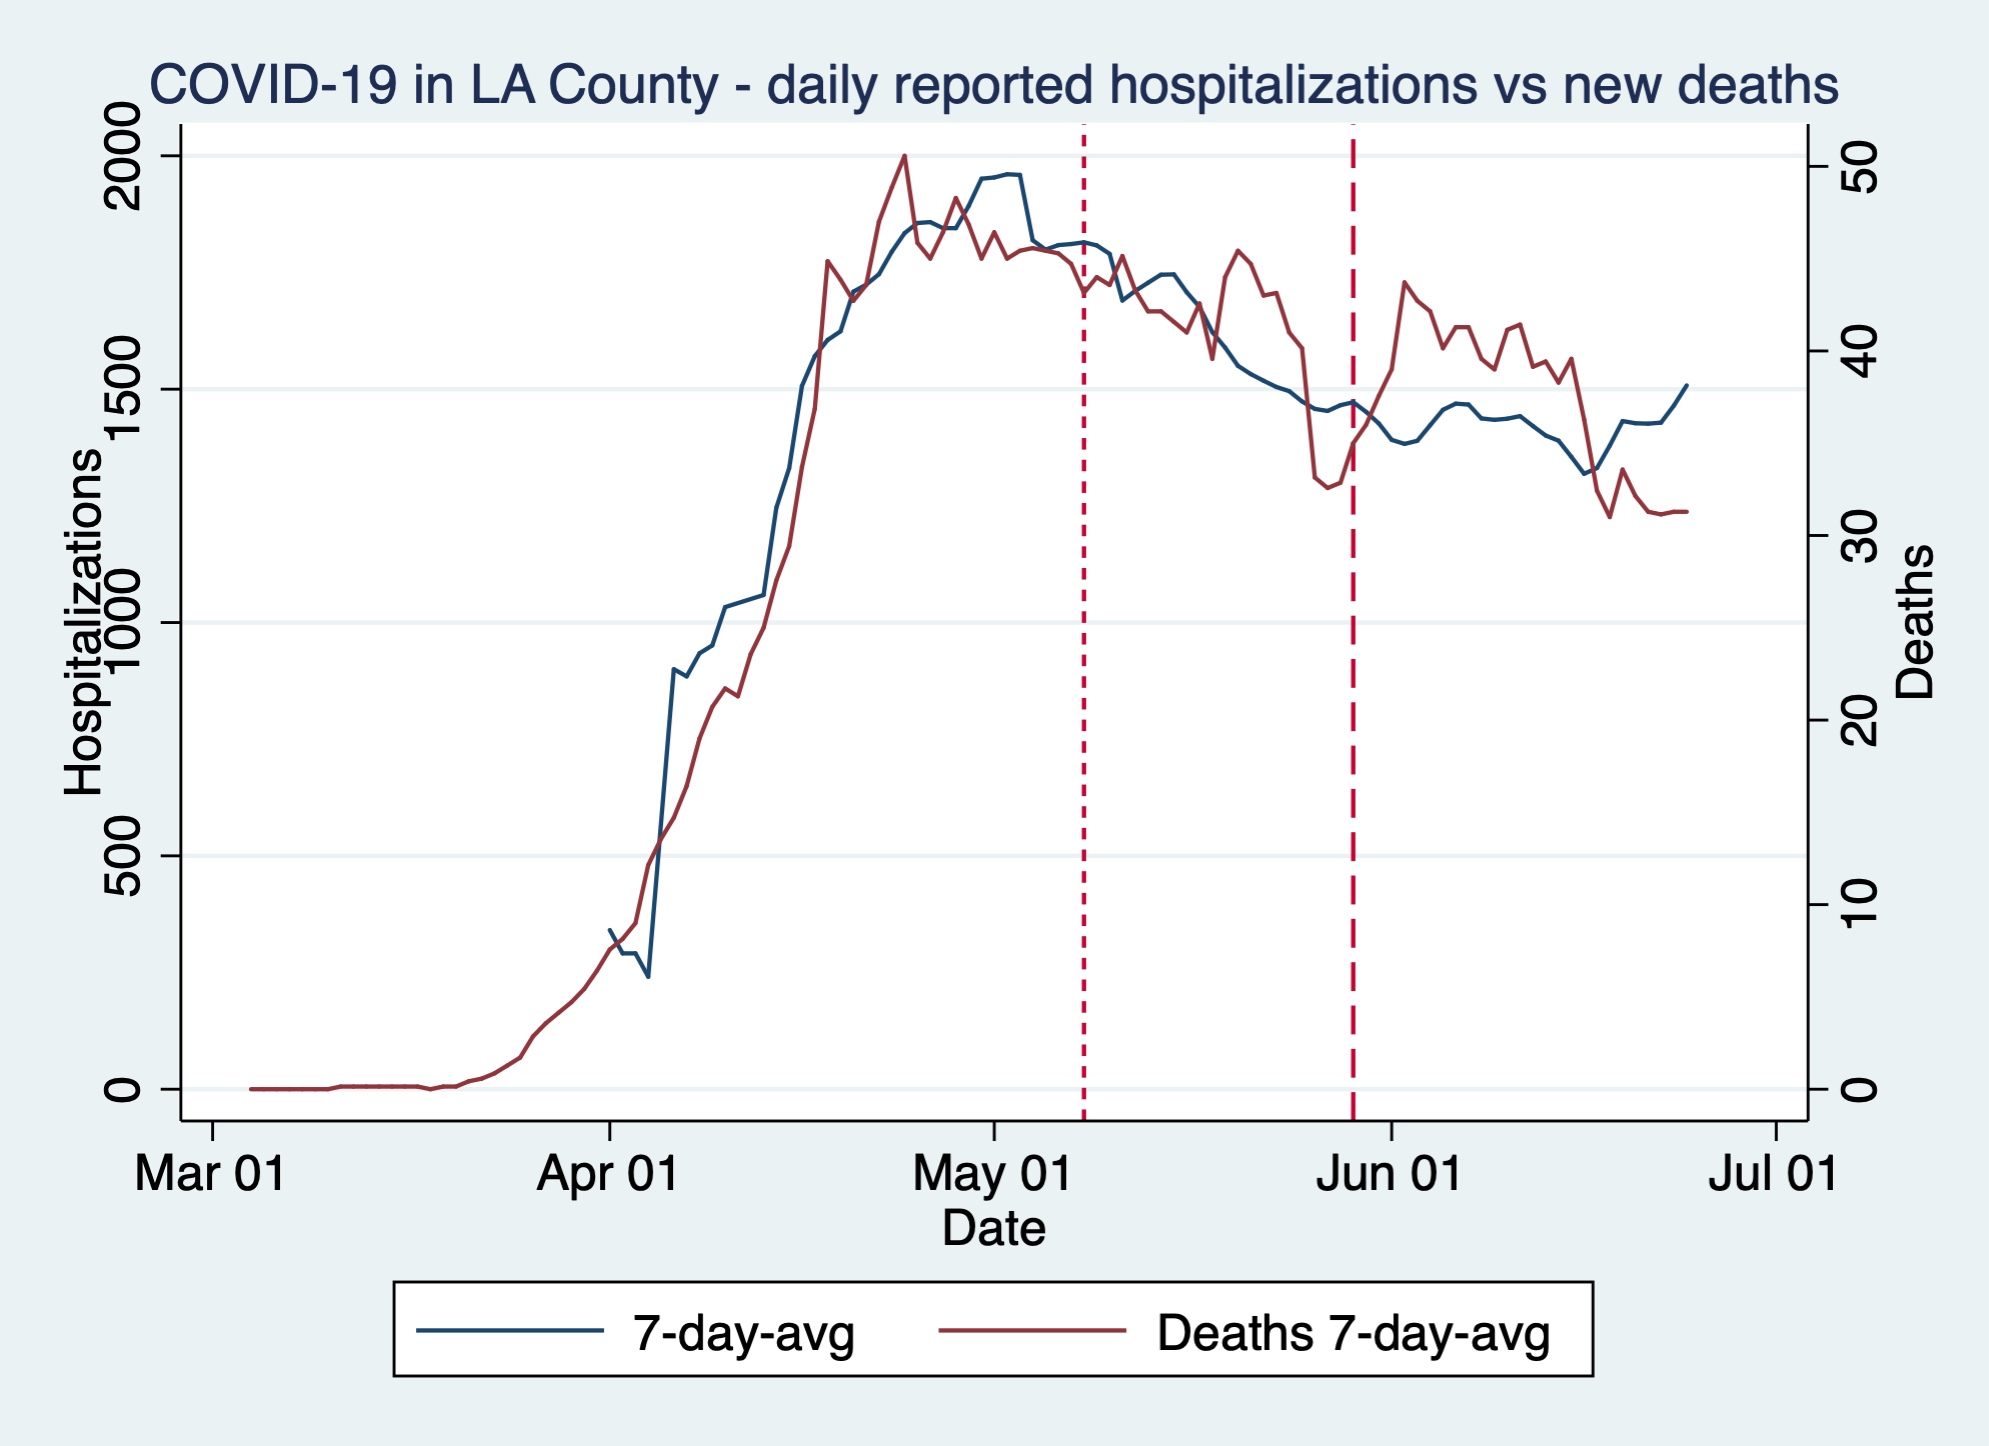 COVID-19 in LA County - daily reported hospitalizations vs new deaths
Hospitalizations
2000
1500
1000
500
0
50
40
30
20
10
0
Deaths
Mar 01 Apr 01 May 01 Jun 01 Jul 01
Date
7-day-avg Deaths 7-day-avg